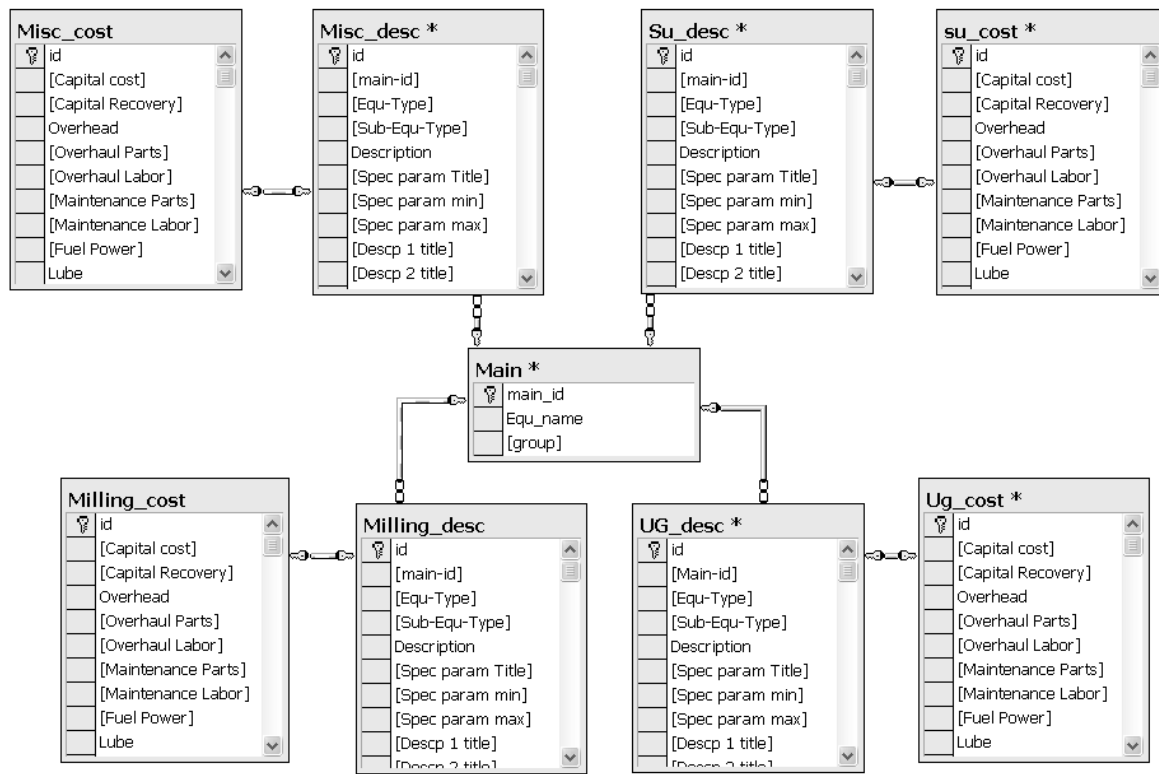 Misc_cost
id
[Capital cost]
[Capital Recovery]
Overhead
[Overhaul Parts]
[Overhaul Labor]
[Maintenance Parts]
[Maintenance Labor]
[Fuel Power]
Lube
Misc_desc *
id
[main-id]
[Equ-Type]
[Sub-Equ-Type]
Description
[Spec param Title]
[Spec param min]
[Spec param max]
[Descp 1 title]
[Descp 2 title]
Su_desc *
id
[main-id]
[Equ-Type]
[Sub-Equ-Type]
Description
[Spec param Title]
[Spec param min]
[Spec param max]
[Descp 1 title]
[Descp 2 title]
su_cost *
id
[Capital cost]
[Capital Recovery]
Overhead
[Overhaul Parts]
[Overhaul Labor]
[Maintenance Parts]
[Maintenance Labor]
[Fuel Power]
Lube
Main *
main_id
Equ_name
[group]
Milling_cost
id
[Capital cost]
[Capital Recovery]
Overhead
[Overhaul Parts]
[Overhaul Labor]
[Maintenance Parts]
[Maintenance Labor]
[Fuel Power]
Lube
Milling_desc
id
[main-id]
[Equ-Type]
[Sub-Equ-Type]
Description
[Spec param Title]
[Spec param min]
[Spec param max]
[Descp 1 title]
[Descp 2 title]
UG_desc *
id
[Main-id]
[Equ-Type]
[Sub-Equ-Type]
Description
[Spec param Title]
[Spec param min]
[Spec param max]
[Descp 1 title]
[Descp 2 title]
Ug_cost *
id
[Capital cost]
[Capital Recovery]
Overhead
[Overhaul Parts]
[Overhaul Labor]
[Maintenance Parts]
[Maintenance Labor]
[Fuel Power]
Lube